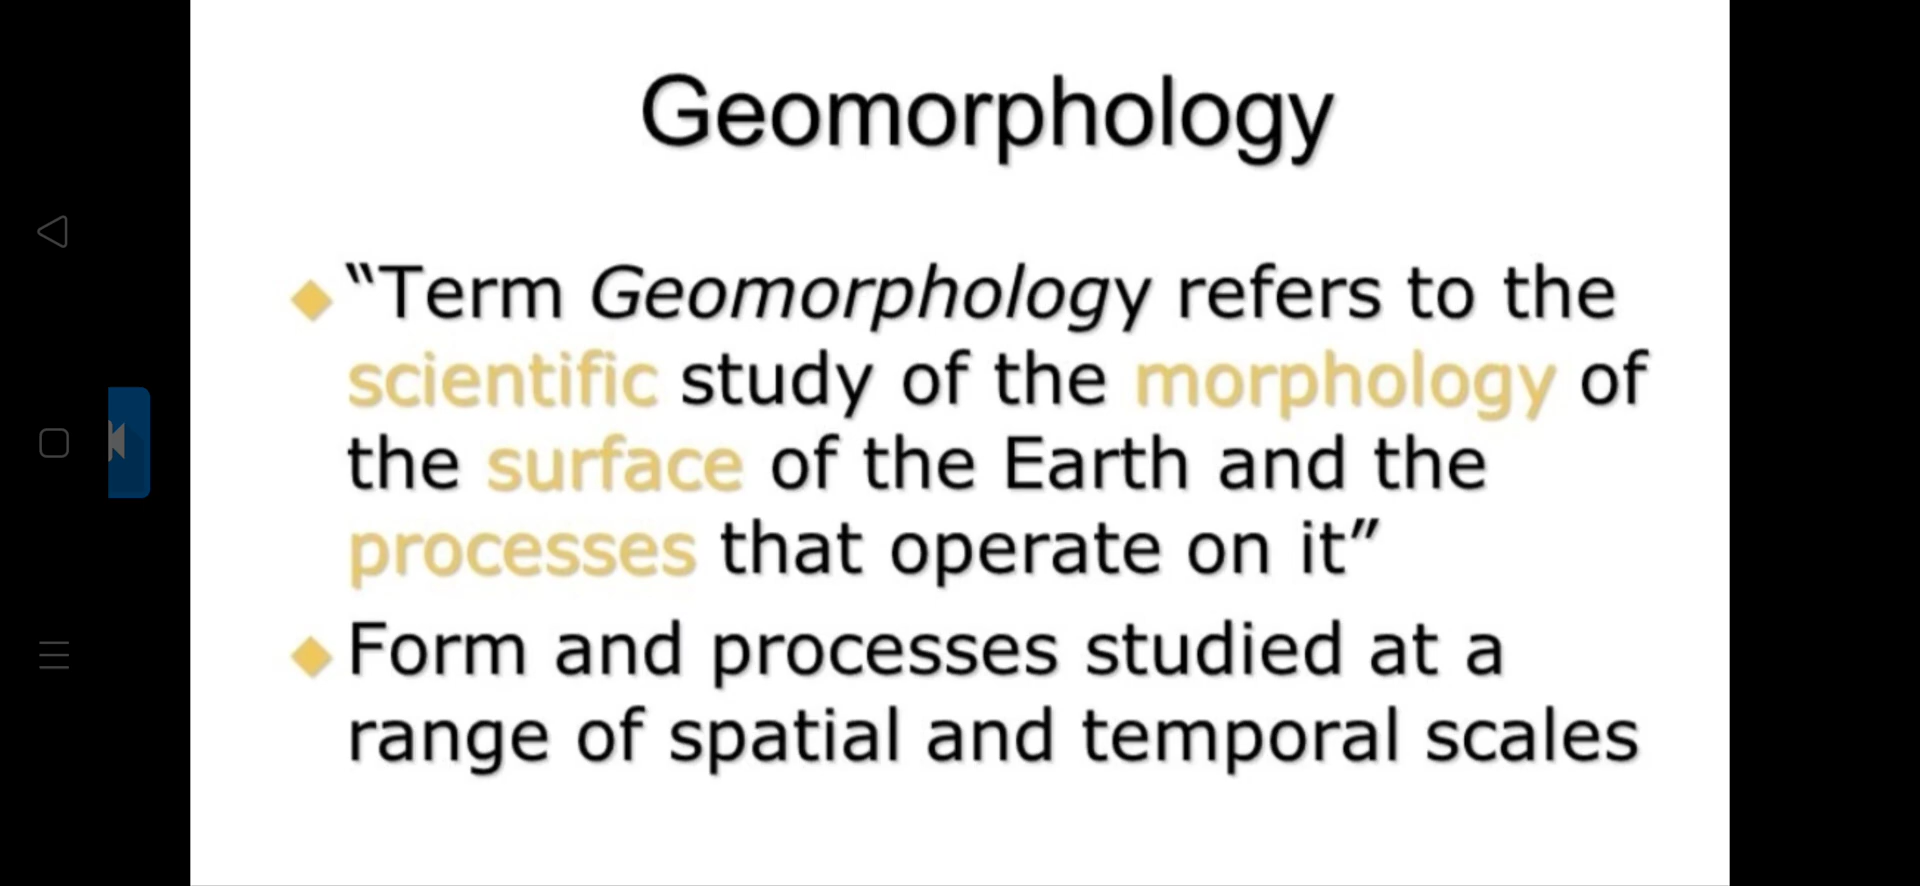 Geomorphology
“Term Geomorphology refers to the
scientific study of the morphology of
the surface of the Earth and the
processes that operate on it”
Form and processes studied at a
range of spatial and temporal scales